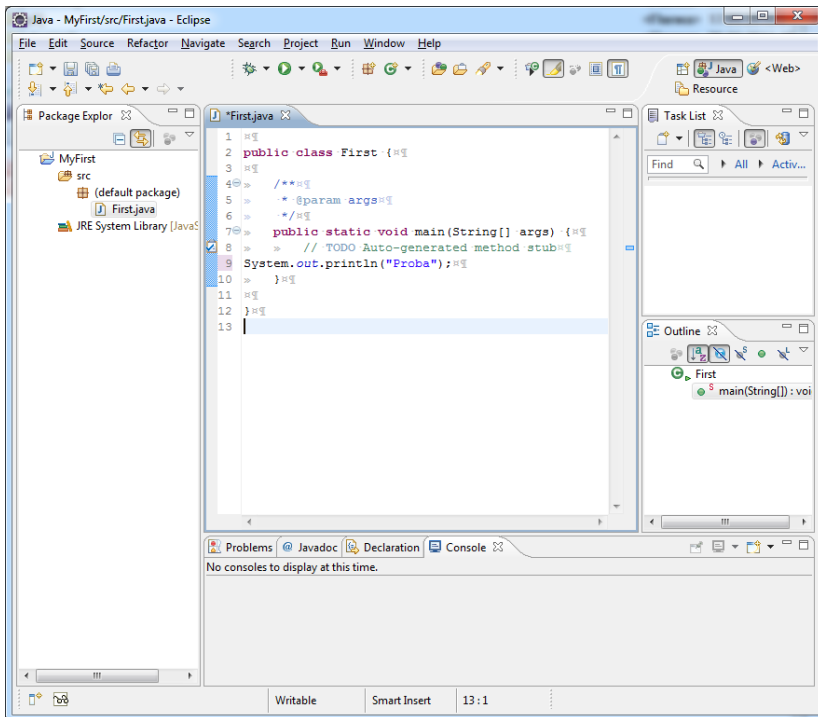 Java - MyFirst/src/First.java - Eclipse
File Edit Source Refactor Navigate Search Project Run Window Help
Java <Web>
Resource
Package Explor
MyFirst
src
(default package)
First.java
JRE System Library [JavaS
*First.java
1 ¤¶
2 public·class·First·{¤¶
3 ¤¶
4 » /**¤¶
5 » ·*·@param·args¤¶
6 » ·*/¤¶
7 » public·static·void·main(String[]·args)·{¤¶
8 » » //·TODO·Auto-generated·method·stub¤¶
9 System.out.println("Proba");¤¶
10 » }¤¶
11 ¤¶
12 }¤¶
13
Task List
Find All Activ...
Outline
First
S main(String[]) : voi
Problems @ Javadoc Declaration Console
No consoles to display at this time.
Writable Smart Insert 13 : 1